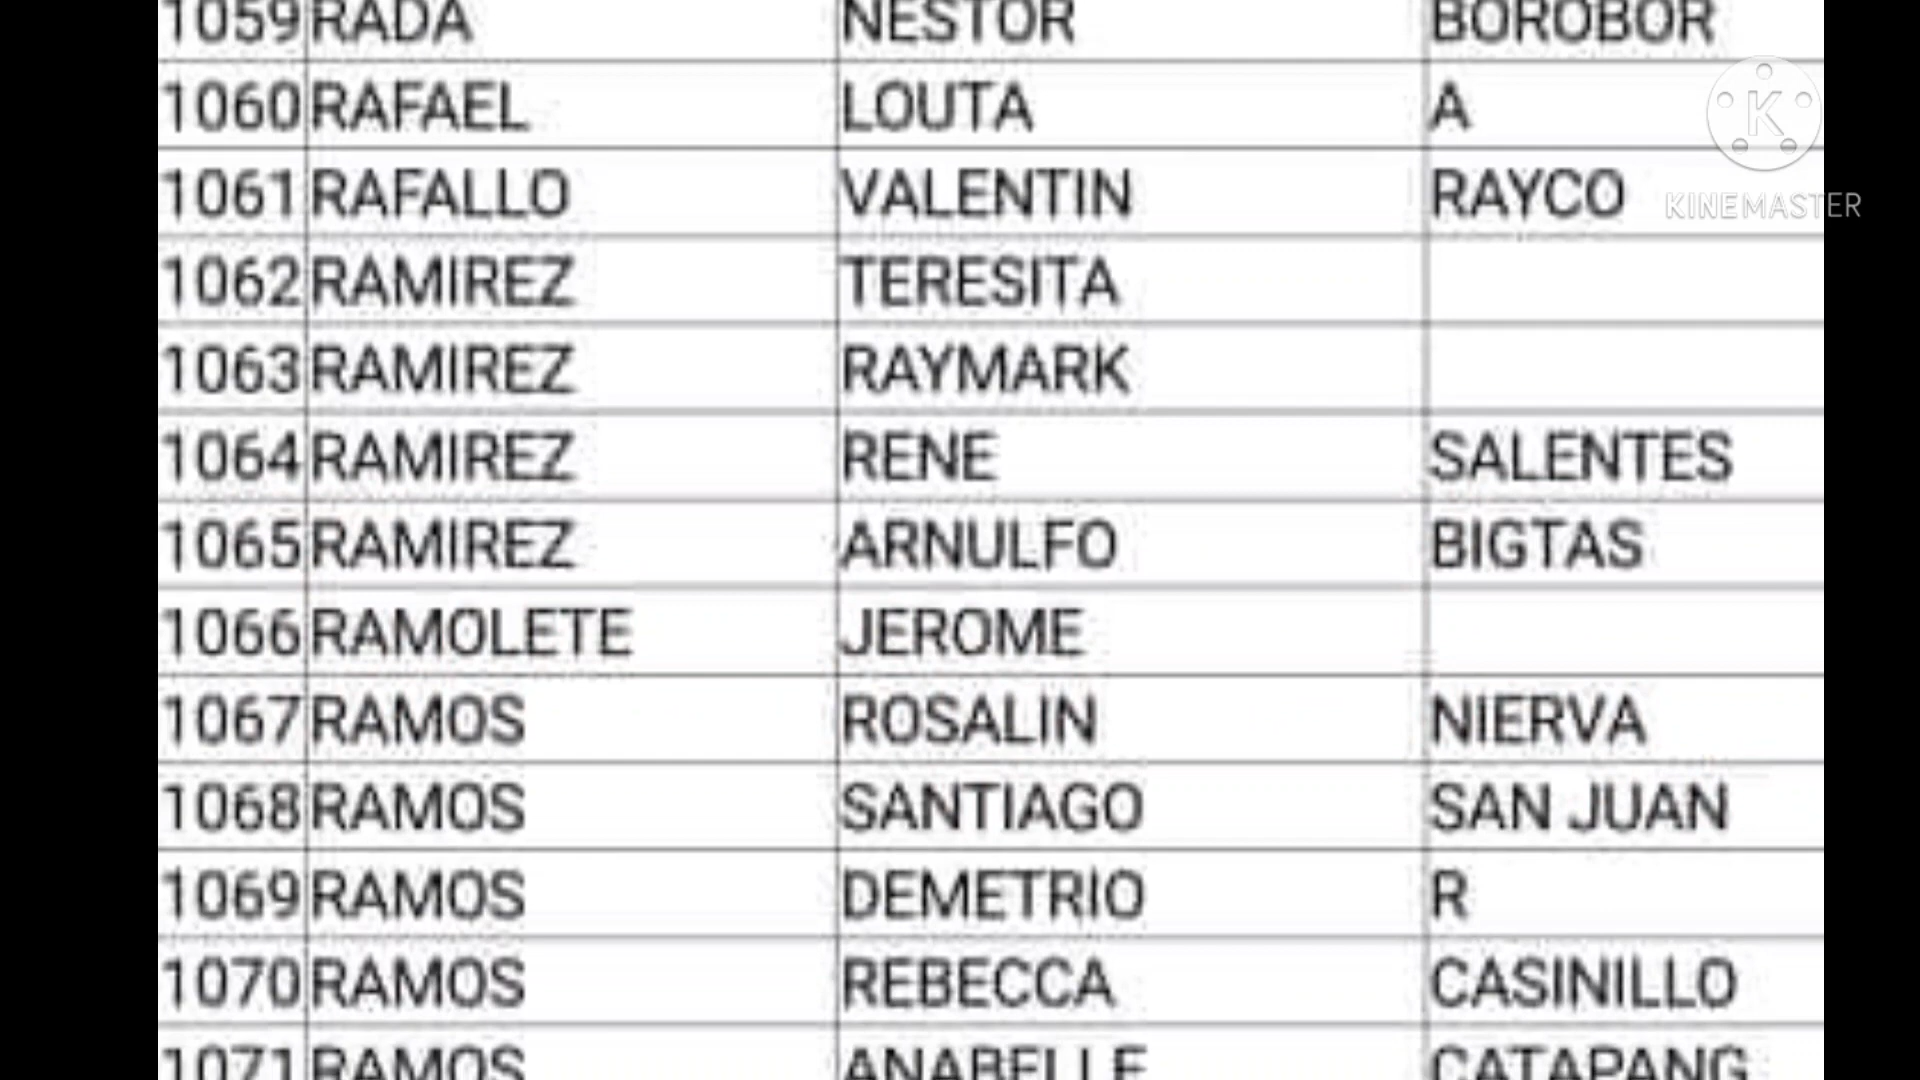 1059 RADA NESTOR BOROBOR
1060 RAFAEL LOUTA A
1061 RAFALLO VALENTIN RAYCO
KINEMASTER
1062 RAMIREZ TERESITA
1063 RAMIREZ RAYMARK
1064 RAMIREZ RENE SALENTES
1065 RAMIREZ ARNULFO BIGTAS
1066 RAMOLETE JEROME
1067 RAMOS ROSALIN NIERVA
1068 RAMOS SANTIAGO SAN JUAN
1069 RAMOS DEMETRIO R
1070 RAMOS REBECCA CASINILLO
1071 RAMOS ANABELLE CATAPANG